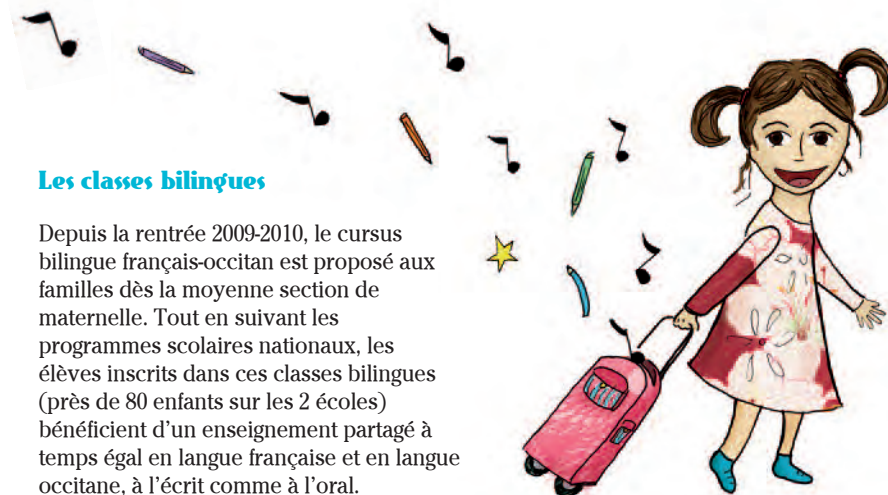 Les classes bilingues
Depuis la rentrée 2009-2010, le cursus
bilingue français-occitan est proposé aux
familles dès la moyenne section de
maternelle. Tout en suivant les
programmes scolaires nationaux, les
élèves inscrits dans ces classes bilingues
(près de 80 enfants sur les 2 écoles)
bénéficient d'un enseignement partagé à
temps égal en langue française et en langue
occitane, à l'écrit comme à l'oral.